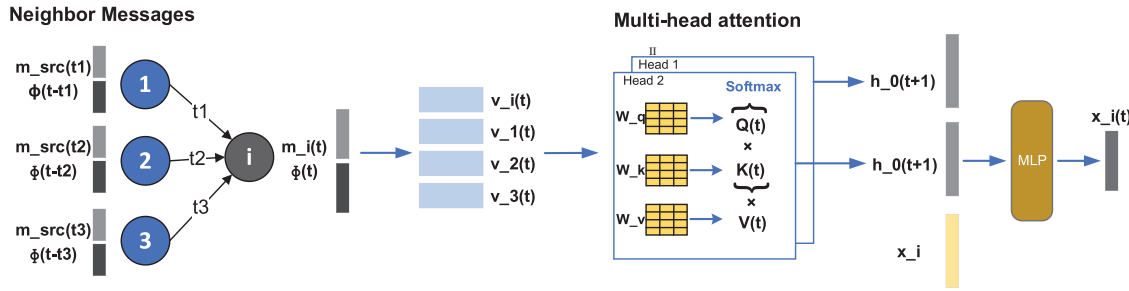 Neighbor Messages
m_src(t1)
ϕ(t-t1)
1
t1
m_src(t2)
ϕ(t-t2)
2
t2
i
m_src(t3)
ϕ(t-t3)
3
t3
m_i(t)
ϕ(t)
v_i(t)
v_1(t)
v_2(t)
v_3(t)
Multi-head attention
II
Head 1
Head 2
Softmax
W_q
Q(t)
×
W_k
K(t)
×
W_v
V(t)
h_0(t+1)
h_0(t+1)
x_i
MLP
x_i(t)